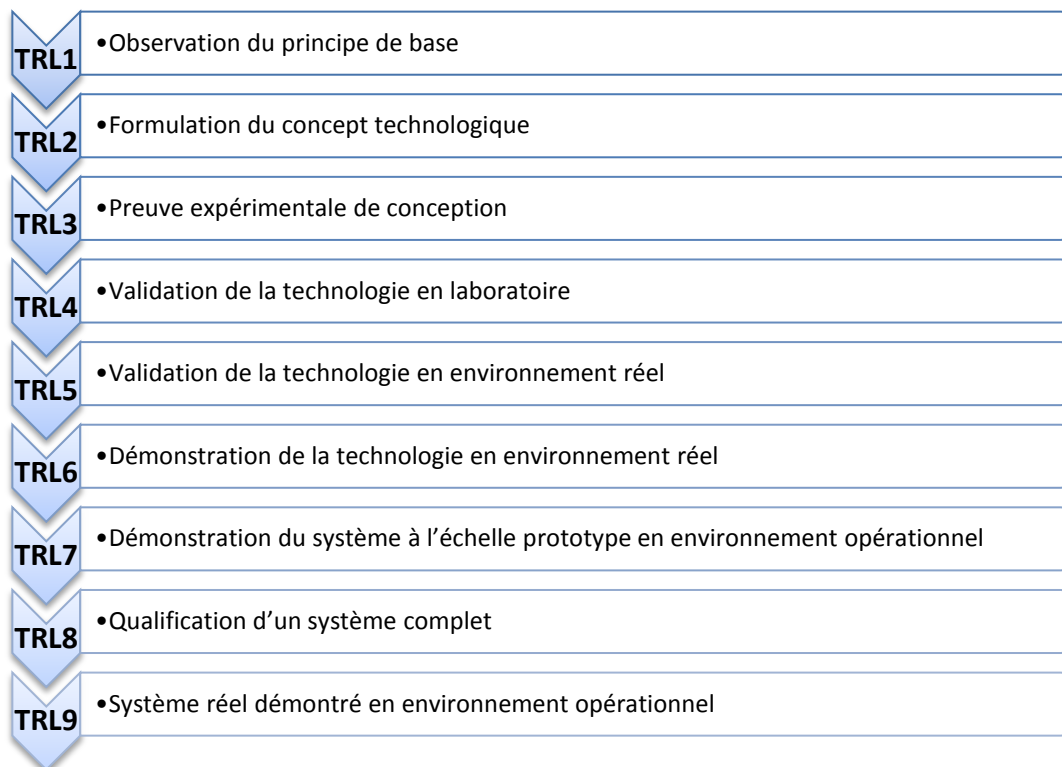 TRL1
•Observation du principe de base
TRL2
•Formulation du concept technologique
TRL3
•Preuve expérimentale de conception
TRL4
•Validation de la technologie en laboratoire
TRL5
•Validation de la technologie en environnement réel
TRL6
•Démonstration de la technologie en environnement réel
TRL7
•Démonstration du système à l’échelle prototype en environnement opérationnel
TRL8
•Qualification d’un système complet
TRL9
•Système réel démontré en environnement opérationnel